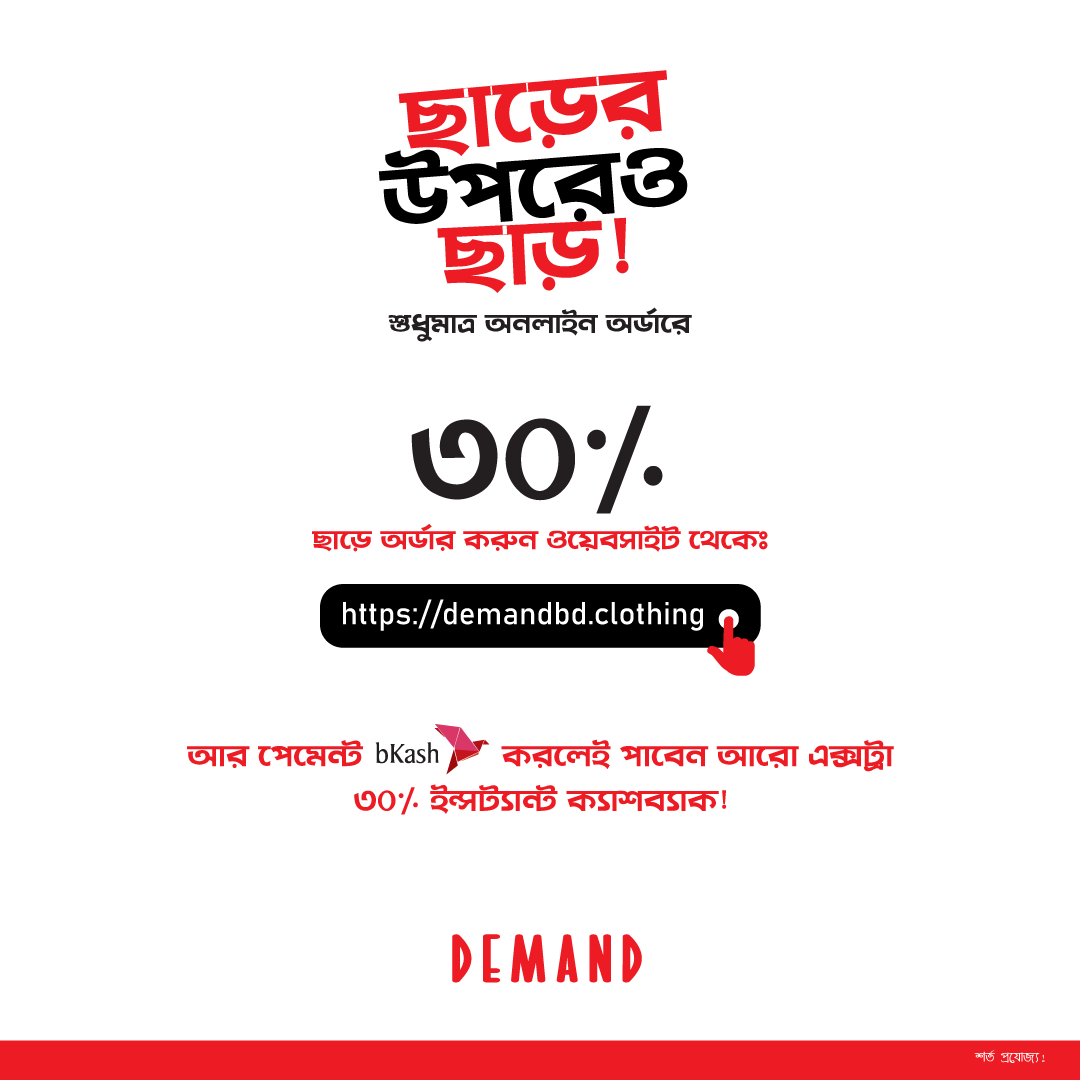 ছাড়ের
উপরেও
ছাড়!
শুধুমাত্র অনলাইন অর্ডারে
৩০%
ছাড়ে অর্ডার করুন ওয়েবসাইট থেকেঃ
https://demandbd.clothing
আর পেমেন্ট bKash করলেই পাবেন আরো এক্সট্রা
৩০% ইন্সট্যান্ট ক্যাশব্যাক!
DEMAND
শর্ত প্রযোজ্য!